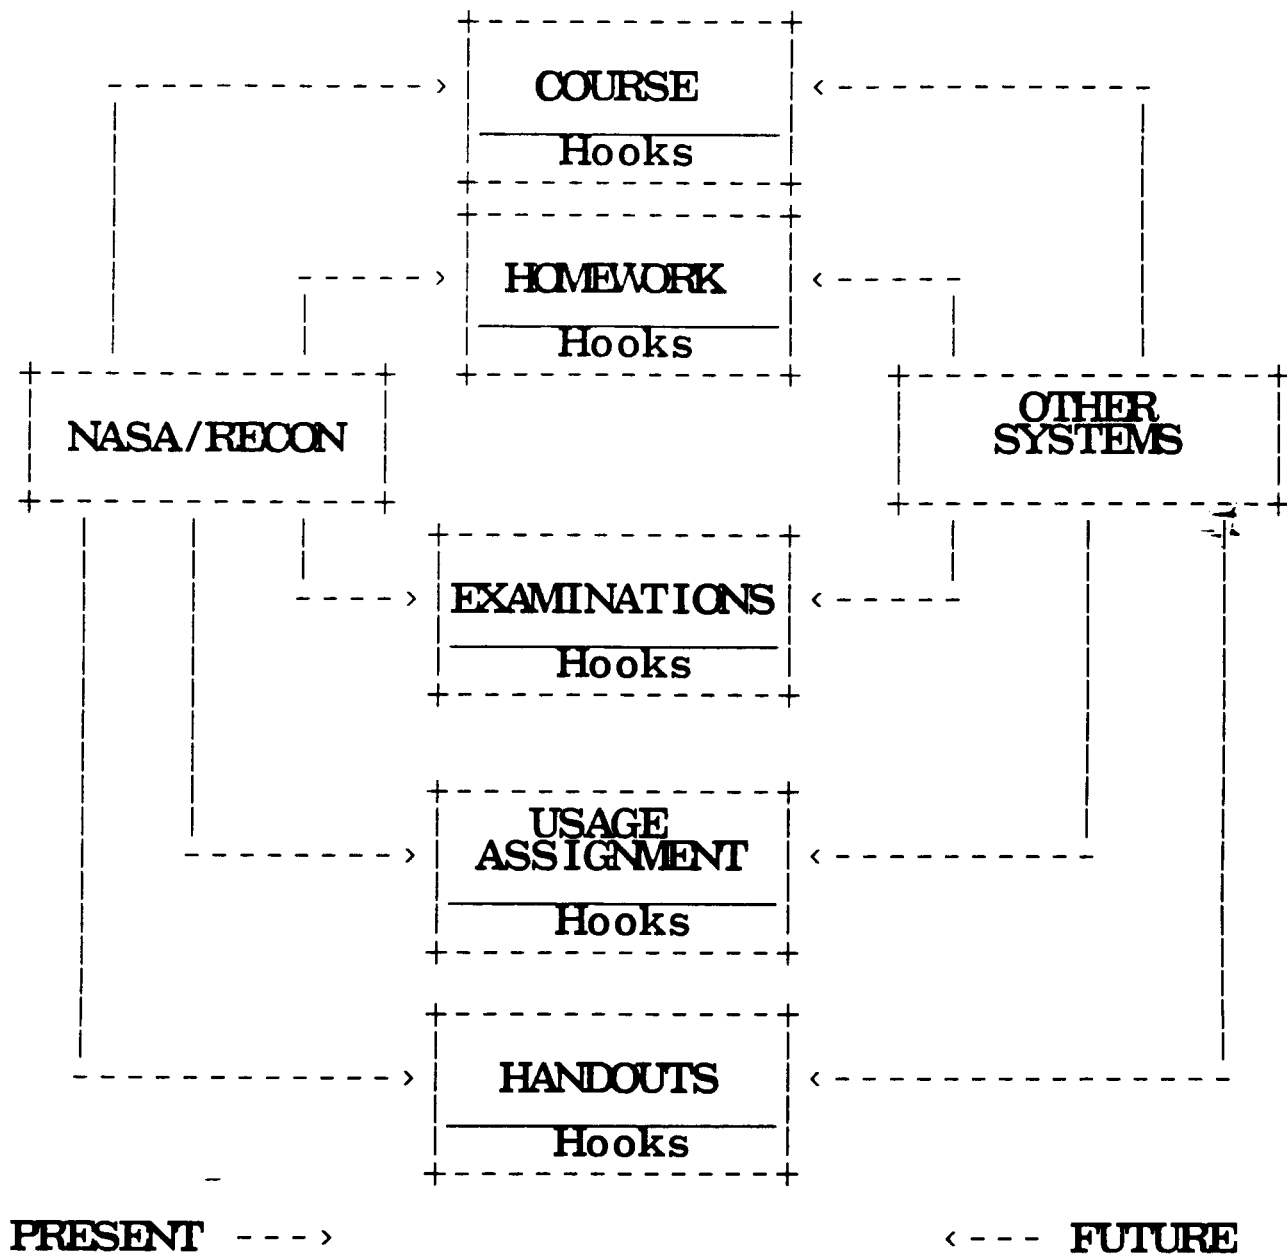 COURSE
Hooks
HOMEWORK
Hooks
NASA/RECON
OTHER
SYSTEMS
EXAMINATIONS
Hooks
USAGE
ASSIGNMENT
Hooks
HANDOUTS
Hooks
PRESENT --->
<--- FUTURE